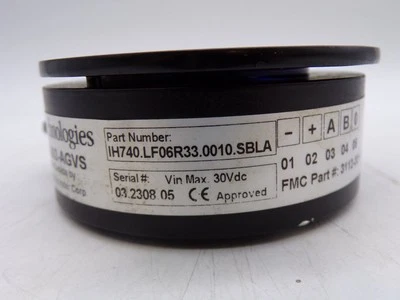 nologies
-AGVS
Part Number:
IH740.LF06R33.0010.SBLA
Serial #: Vin Max. 30Vdc
03.2308 05 CE Approved
- + A B 0
01 02 03 04
FMC Part #: